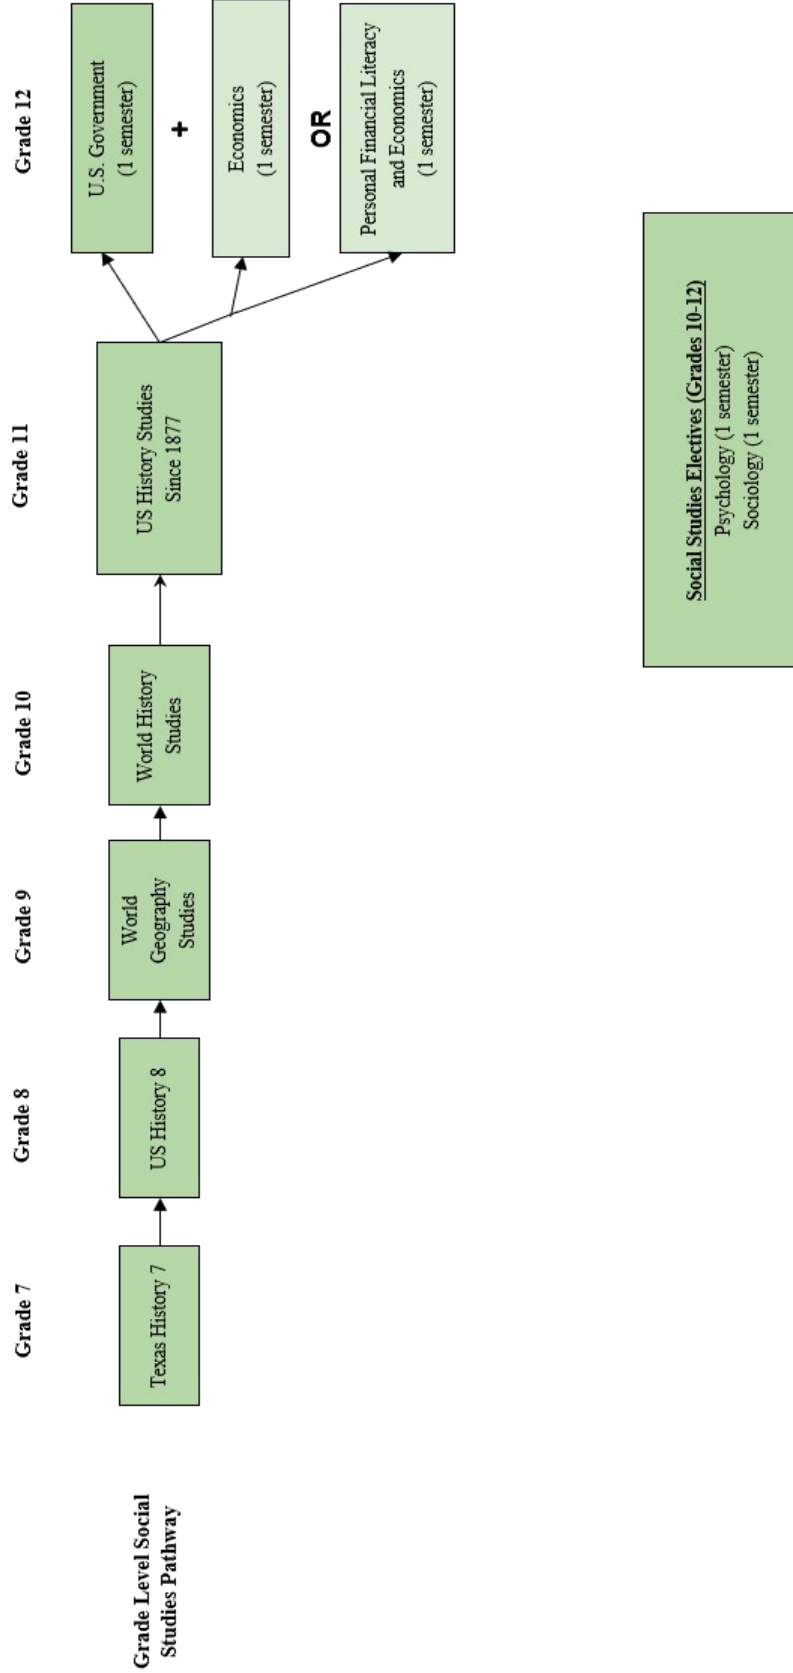 Grade 7
Grade 8
Grade 9
Grade 10
Grade 11
Grade 12
Grade Level Social
Studies Pathway
Texas History 7
US History 8
World
Geography
Studies
World History
Studies
US History Studies
Since 1877
U.S. Government
(1 semester)
+
Economics
(1 semester)
OR
Personal Financial Literacy
and Economics
(1 semester)
Social Studies Electives (Grades 10-12)
Psychology (1 semester)
Sociology (1 semester)